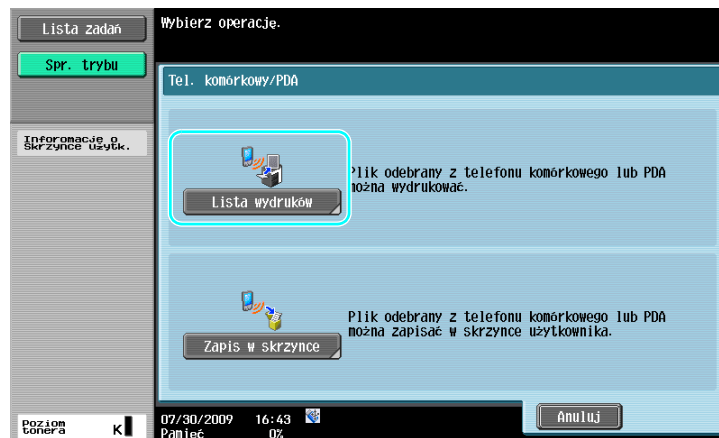 Lista zadań
Wybierz operację.
Spr. trybu
Tel. komórkowy/PDA
Inforomacje o
Skrzynce użytk.
Plik odebrany z telefonu komórkowego lub PDA
można wydrukować.
Lista wydruków
Plik odebrany z telefonu komórkowego lub PDA
można zapisać w skrzynce użytkownika.
Zapis w skrzynce
Poziom
tonera K
07/30/2009 16:43
Pamięć 0%
Anuluj